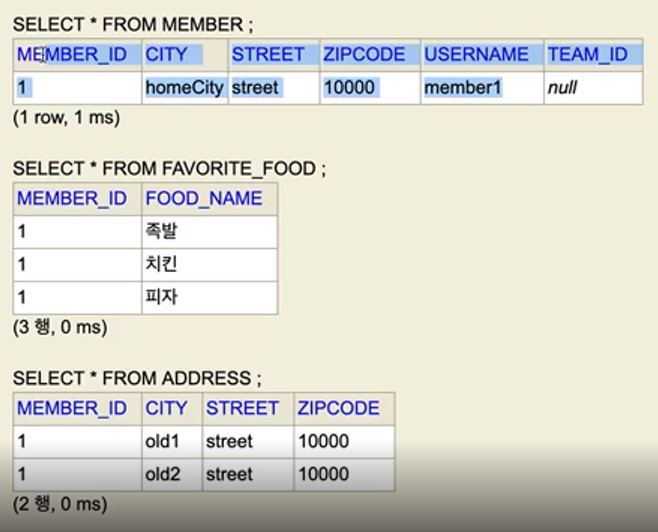 SELECT * FROM MEMBER ;
MEMBER_ID CITY STREET ZIPCODE USERNAME TEAM_ID
1 homeCity street 10000 member1 null
(1 row, 1 ms)
SELECT * FROM FAVORITE_FOOD ;
MEMBER_ID FOOD_NAME
1 족발
1 치킨
1 피자
(3 행, 0 ms)
SELECT * FROM ADDRESS ;
MEMBER_ID CITY STREET ZIPCODE
1 old1 street 10000
1 old2 street 10000
(2 행, 0 ms)